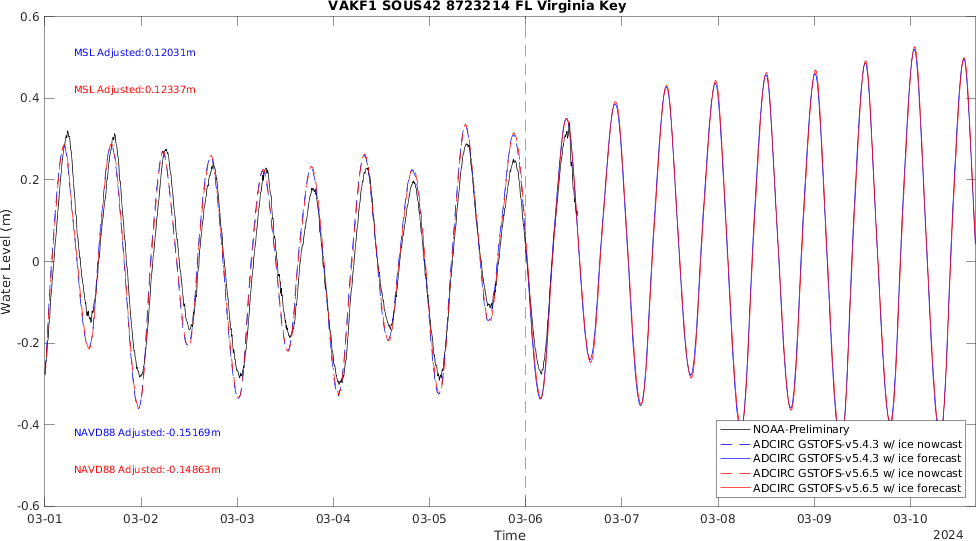 VAKF1 SOUS42 8723214 FL Virginia Key
0.6
MSL Adjusted:0.12031m
MSL Adjusted:0.12337m
0.4
0.2
0
-0.2
-0.4
-0.6
Water Level (m)
NAVD88 Adjusted:-0.15169m
NAVD88 Adjusted:-0.14863m
NOAA-Preliminary
ADCIRC GSTOFS-v5.4.3 w/ ice nowcast
ADCIRC GSTOFS-v5.4.3 w/ ice forecast
ADCIRC GSTOFS-v5.6.5 w/ ice nowcast
ADCIRC GSTOFS-v5.6.5 w/ ice forecast
03-01 03-02 03-03 03-04 03-05 03-06 03-07 03-08 03-09 03-10
Time
2024